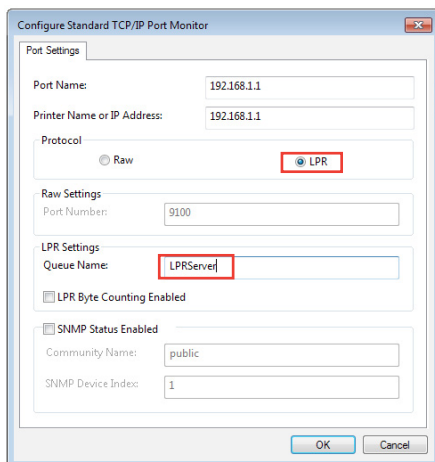 Configure Standard TCP/IP Port Monitor
Port Settings
Port Name: 192.168.1.1
Printer Name or IP Address: 192.168.1.1
Protocol
Raw LPR
Raw Settings
Port Number: 9100
LPR Settings
Queue Name: LPRServer
LPR Byte Counting Enabled
SNMP Status Enabled
Community Name: public
SNMP Device Index: 1
OK Cancel